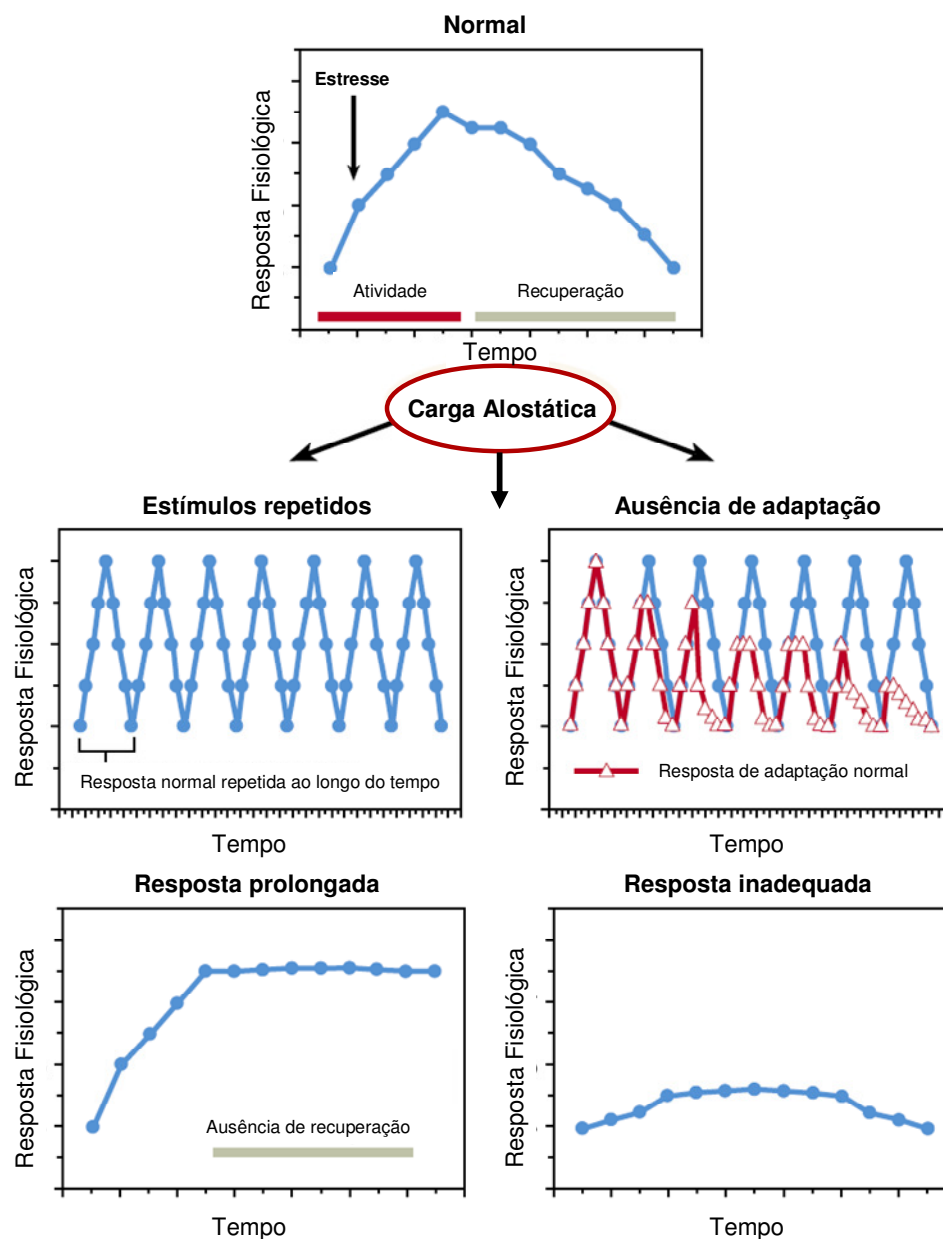 Normal
Estresse
Resposta Fisiológica
Atividade
Recuperação
Tempo
Carga Alostática
Estímulos repetidos
Resposta Fisiológica
Resposta normal repetida ao longo do tempo
Tempo
Ausência de adaptação
Resposta Fisiológica
Resposta de adaptação normal
Tempo
Resposta prolongada
Resposta Fisiológica
Ausência de recuperação
Tempo
Resposta inadequada
Resposta Fisiológica
Tempo